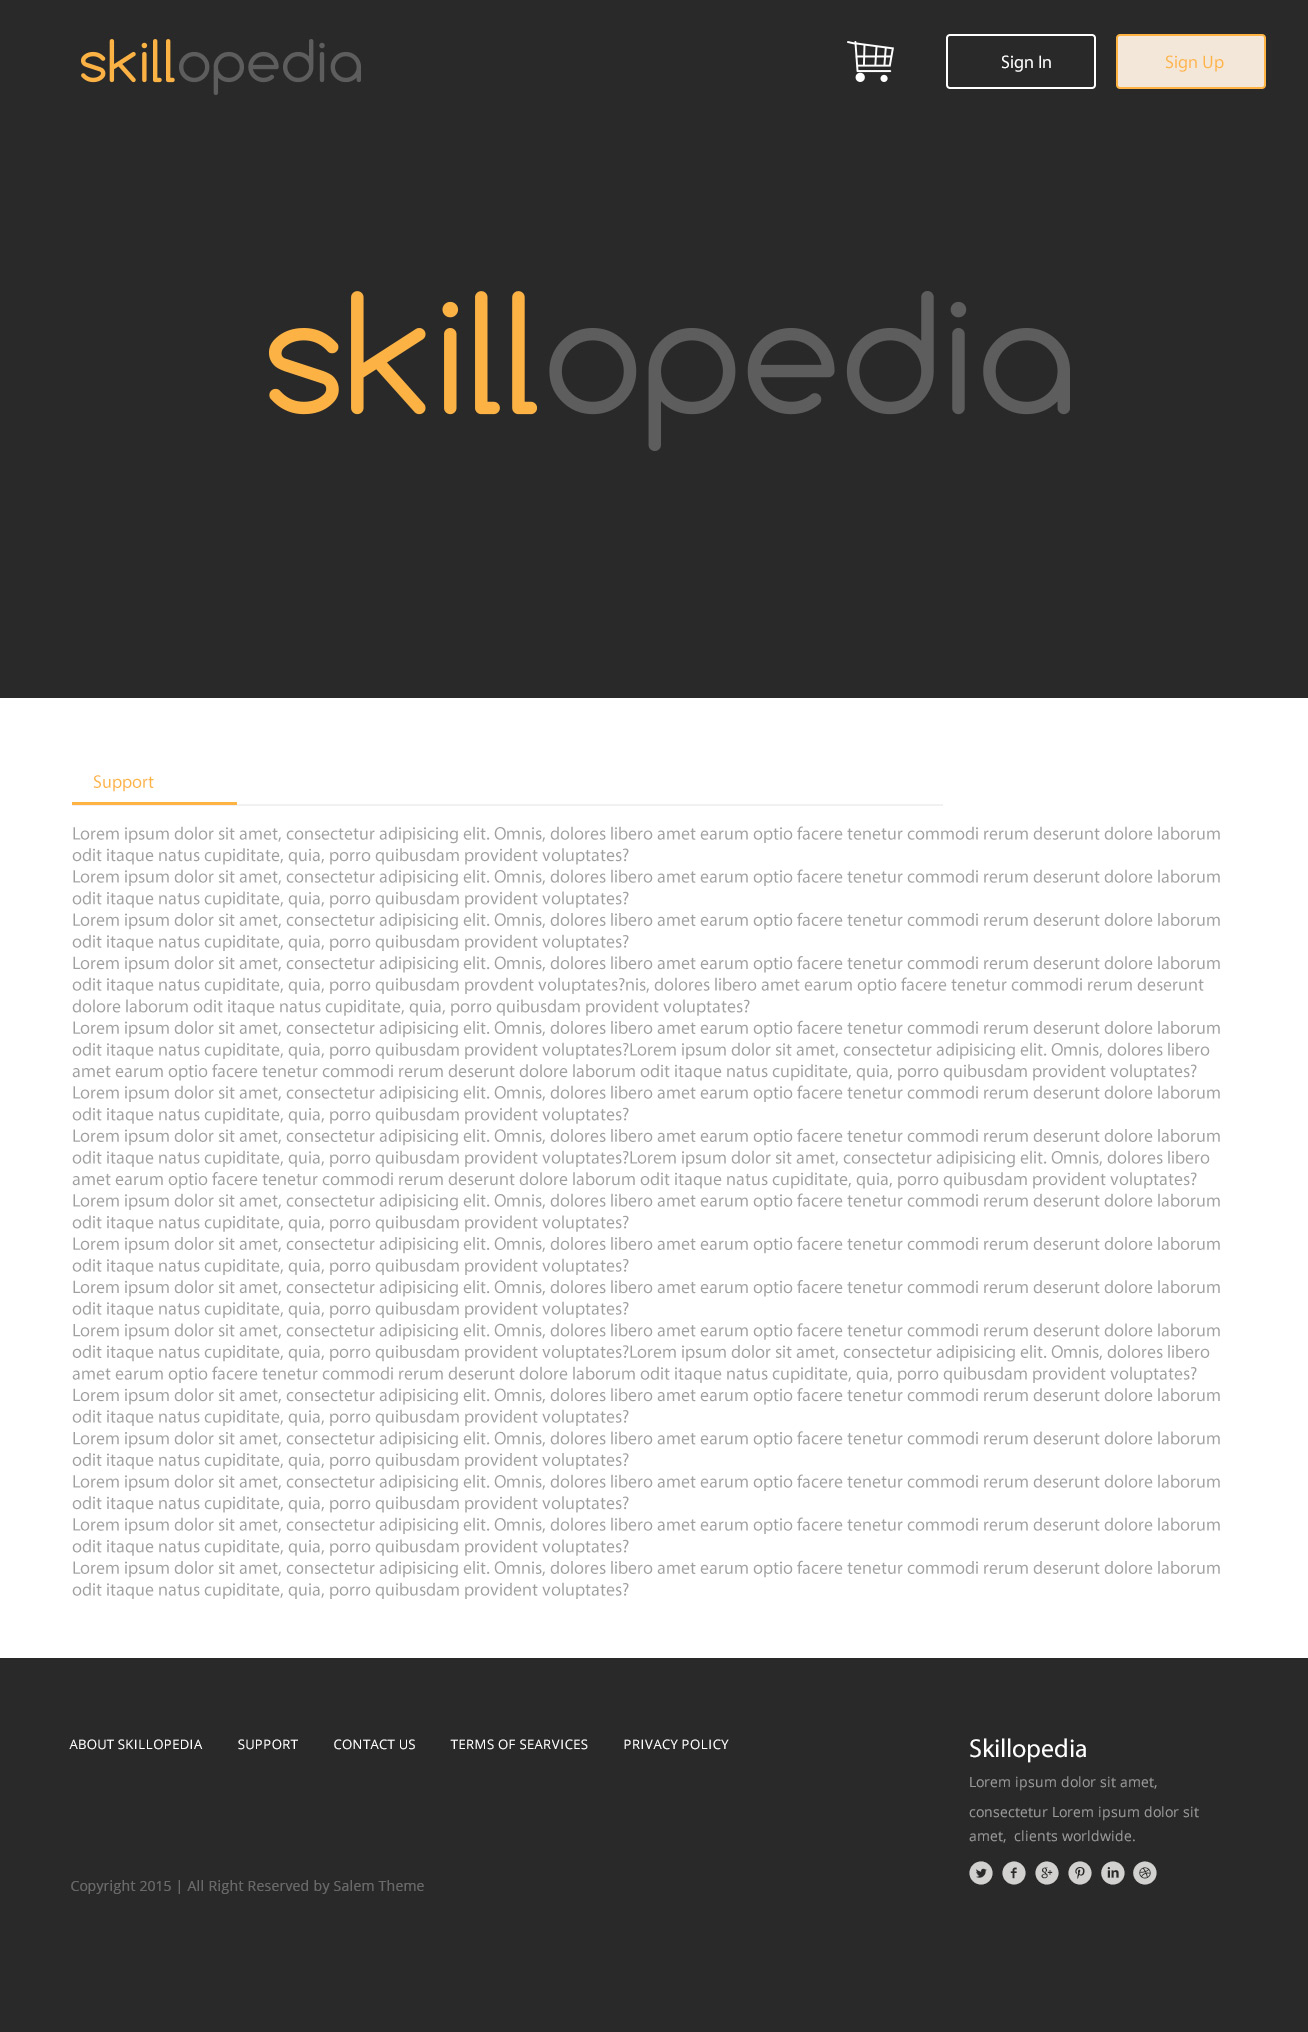 skillopedia
Sign In
Sign Up
skillopedia
Support
Lorem ipsum dolor sit amet, consectetur adipisicing elit. Omnis, dolores libero amet earum optio facere tenetur commodi rerum deserunt dolore laborum
odit itaque natus cupiditate, quia, porro quibusdam provident voluptates?
Lorem ipsum dolor sit amet, consectetur adipisicing elit. Omnis, dolores libero amet earum optio facere tenetur commodi rerum deserunt dolore laborum
odit itaque natus cupiditate, quia, porro quibusdam provident voluptates?
Lorem ipsum dolor sit amet, consectetur adipisicing elit. Omnis, dolores libero amet earum optio facere tenetur commodi rerum deserunt dolore laborum
odit itaque natus cupiditate, quia, porro quibusdam provident voluptates?
Lorem ipsum dolor sit amet, consectetur adipisicing elit. Omnis, dolores libero amet earum optio facere tenetur commodi rerum deserunt dolore laborum
odit itaque natus cupiditate, quia, porro quibusdam provdent voluptates?nis, dolores libero amet earum optio facere tenetur commodi rerum deserunt
dolore laborum odit itaque natus cupiditate, quia, porro quibusdam provident voluptates?
Lorem ipsum dolor sit amet, consectetur adipisicing elit. Omnis, dolores libero amet earum optio facere tenetur commodi rerum deserunt dolore laborum
odit itaque natus cupiditate, quia, porro quibusdam provident voluptates?Lorem ipsum dolor sit amet, consectetur adipisicing elit. Omnis, dolores libero
amet earum optio facere tenetur commodi rerum deserunt dolore laborum odit itaque natus cupiditate, quia, porro quibusdam provident voluptates?
Lorem ipsum dolor sit amet, consectetur adipisicing elit. Omnis, dolores libero amet earum optio facere tenetur commodi rerum deserunt dolore laborum
odit itaque natus cupiditate, quia, porro quibusdam provident voluptates?
Lorem ipsum dolor sit amet, consectetur adipisicing elit. Omnis, dolores libero amet earum optio facere tenetur commodi rerum deserunt dolore laborum
odit itaque natus cupiditate, quia, porro quibusdam provident voluptates?Lorem ipsum dolor sit amet, consectetur adipisicing elit. Omnis, dolores libero
amet earum optio facere tenetur commodi rerum deserunt dolore laborum odit itaque natus cupiditate, quia, porro quibusdam provident voluptates?
Lorem ipsum dolor sit amet, consectetur adipisicing elit. Omnis, dolores libero amet earum optio facere tenetur commodi rerum deserunt dolore laborum
odit itaque natus cupiditate, quia, porro quibusdam provident voluptates?
Lorem ipsum dolor sit amet, consectetur adipisicing elit. Omnis, dolores libero amet earum optio facere tenetur commodi rerum deserunt dolore laborum
odit itaque natus cupiditate, quia, porro quibusdam provident voluptates?
Lorem ipsum dolor sit amet, consectetur adipisicing elit. Omnis, dolores libero amet earum optio facere tenetur commodi rerum deserunt dolore laborum
odit itaque natus cupiditate, quia, porro quibusdam provident voluptates?
Lorem ipsum dolor sit amet, consectetur adipisicing elit. Omnis, dolores libero amet earum optio facere tenetur commodi rerum deserunt dolore laborum
odit itaque natus cupiditate, quia, porro quibusdam provident voluptates?Lorem ipsum dolor sit amet, consectetur adipisicing elit. Omnis, dolores libero
amet earum optio facere tenetur commodi rerum deserunt dolore laborum odit itaque natus cupiditate, quia, porro quibusdam provident voluptates?
Lorem ipsum dolor sit amet, consectetur adipisicing elit. Omnis, dolores libero amet earum optio facere tenetur commodi rerum deserunt dolore laborum
odit itaque natus cupiditate, quia, porro quibusdam provident voluptates?
Lorem ipsum dolor sit amet, consectetur adipisicing elit. Omnis, dolores libero amet earum optio facere tenetur commodi rerum deserunt dolore laborum
odit itaque natus cupiditate, quia, porro quibusdam provident voluptates?
Lorem ipsum dolor sit amet, consectetur adipisicing elit. Omnis, dolores libero amet earum optio facere tenetur commodi rerum deserunt dolore laborum
odit itaque natus cupiditate, quia, porro quibusdam provident voluptates?
Lorem ipsum dolor sit amet, consectetur adipisicing elit. Omnis, dolores libero amet earum optio facere tenetur commodi rerum deserunt dolore laborum
odit itaque natus cupiditate, quia, porro quibusdam provident voluptates?
Lorem ipsum dolor sit amet, consectetur adipisicing elit. Omnis, dolores libero amet earum optio facere tenetur commodi rerum deserunt dolore laborum
odit itaque natus cupiditate, quia, porro quibusdam provident voluptates?
ABOUT SKILLOPEDIA
SUPPORT
CONTACT US
TERMS OF SEARVICES
PRIVACY POLICY
Copyright 2015 | All Right Reserved by Salem Theme
Skillopedia
Lorem ipsum dolor sit amet,
consectetur Lorem ipsum dolor sit
amet, clients worldwide.